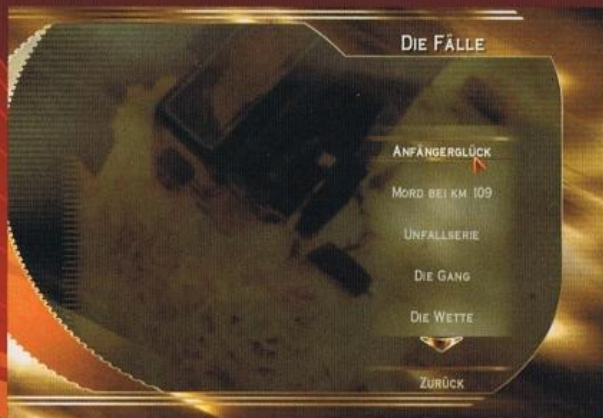 Die Fälle
Anfängerglück
Mord bei km 109
Unfallserie
Die Gang
Die Wette
Zurück